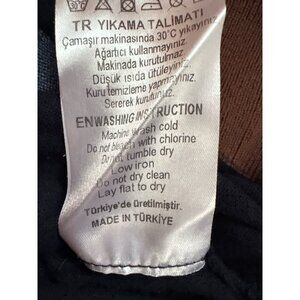 TR YIKAMA TALİMATI
Çamaşır makinasında 30°C yıkayınız.
Ağartıcı kullanmayınız.
Makinada kurutulmaz.
Düşük ısıda ütüleyiniz.
Kuru temizleme yapmayınız.
Sererek kurutunuz.
EN WASHING INSTRUCTION
Machine wash cold
Do not bleach with chlorine
Do not tumble dry
Low iron
Do not dry clean
Lay flat to dry
Türkiye'de üretilmiştir.
MADE IN TÜRKİYE